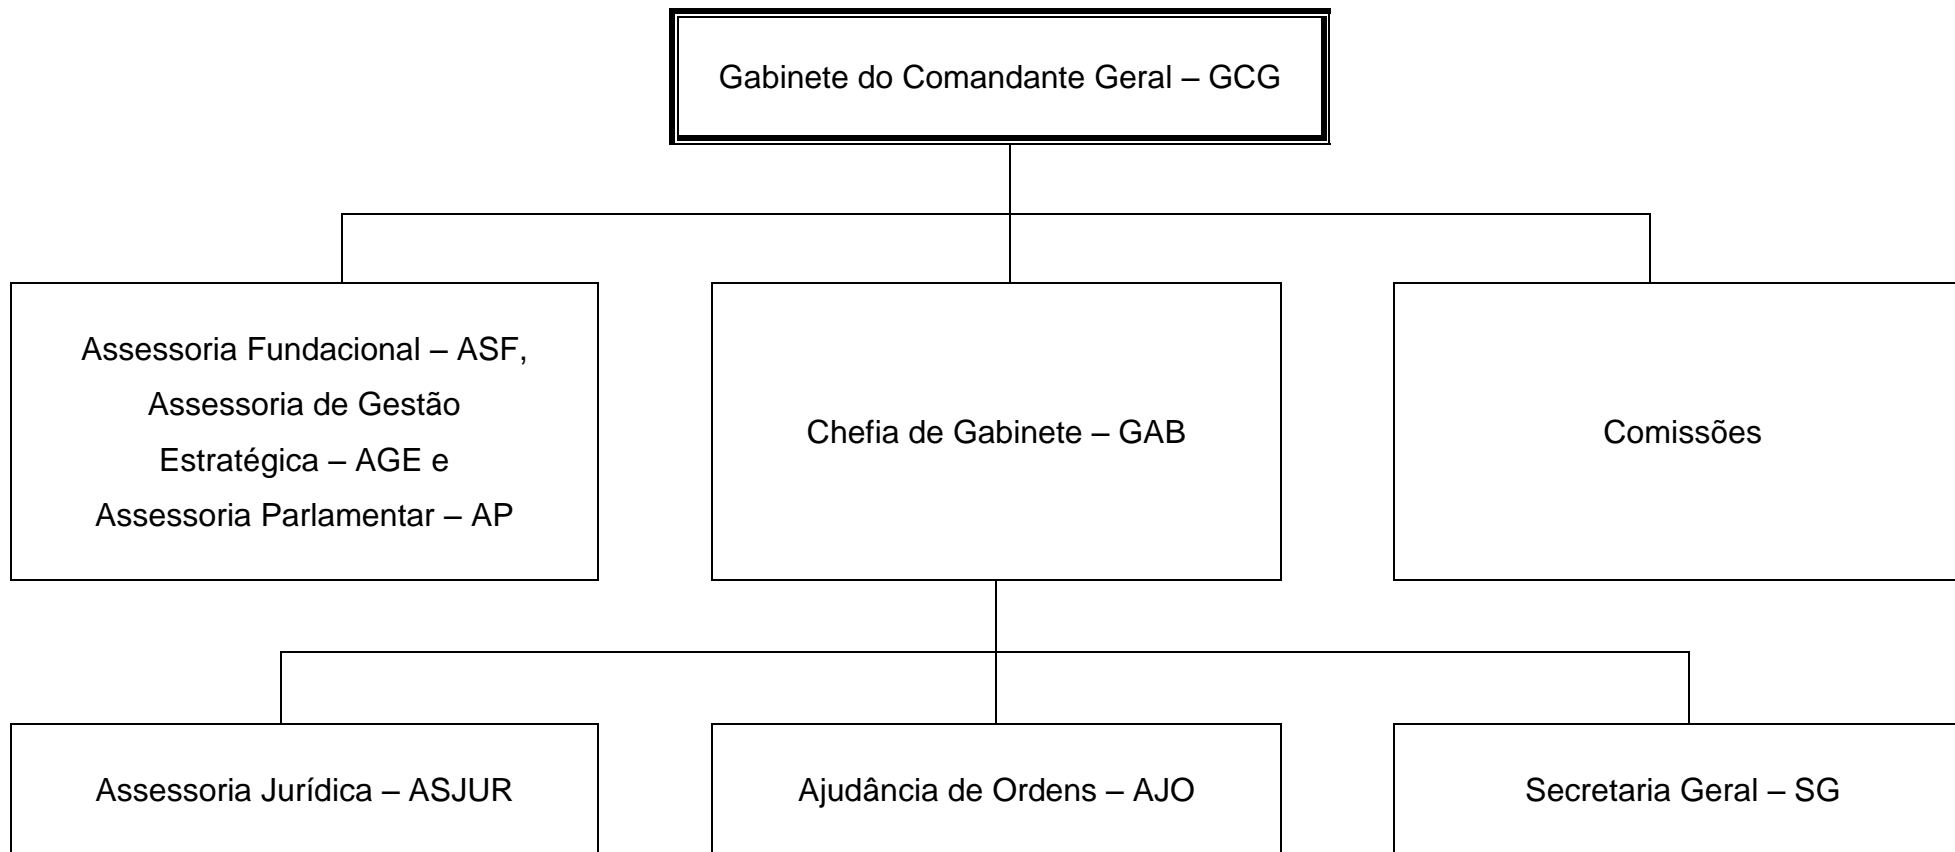 Gabinete do Comandante Geral – GCG
Assessoria Fundacional – ASF,
Assessoria de Gestão
Estratégica – AGE e
Assessoria Parlamentar – AP
Chefia de Gabinete – GAB
Comissões
Assessoria Jurídica – ASJUR
Ajudância de Ordens – AJO
Secretaria Geral – SG